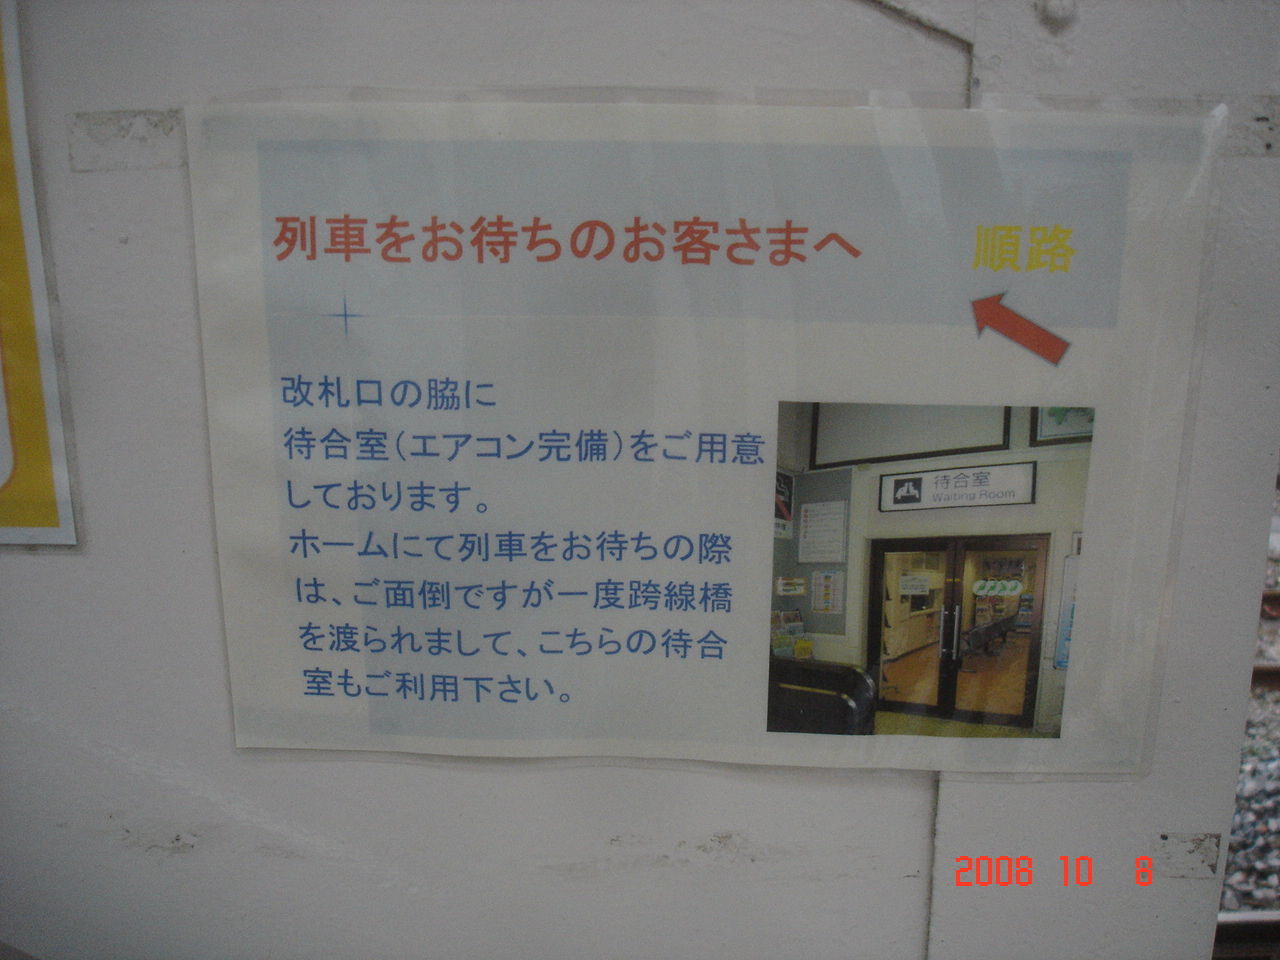 列車をお待ちのお客さまへ
順路
改札口の脇に
待合室(エアコン完備)をご用意
しております。
ホームにて列車をお待ちの際
は、ご面倒ですが一度跨線橋
を渡られまして、こちらの待合
室もご利用下さい。
待合室
Waiting Room
2008 10 8